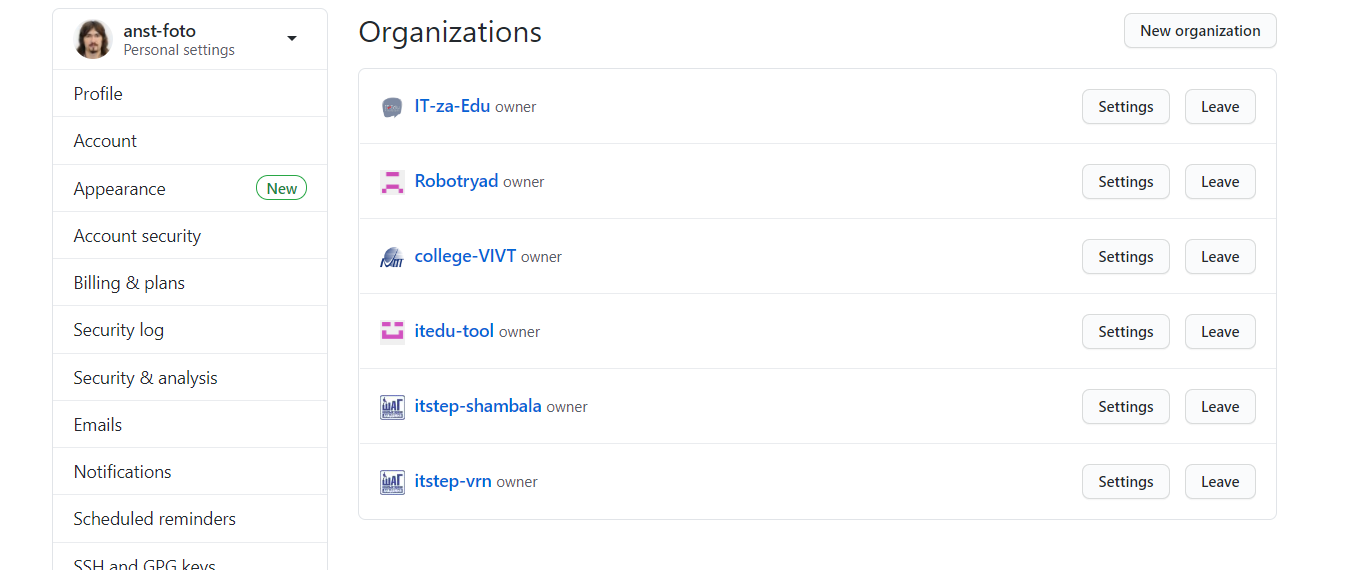 anst-foto
Personal settings
Profile
Account
Appearance New
Account security
Billing & plans
Security log
Security & analysis
Emails
Notifications
Scheduled reminders
SSH and GPG keys
Organizations
New organization
IT-za-Edu owner Settings Leave
Robotryad owner Settings Leave
college-VIVT owner Settings Leave
itedu-tool owner Settings Leave
ШАГ
itstep-shambala owner Settings Leave
ШАГ
itstep-vrn owner Settings Leave